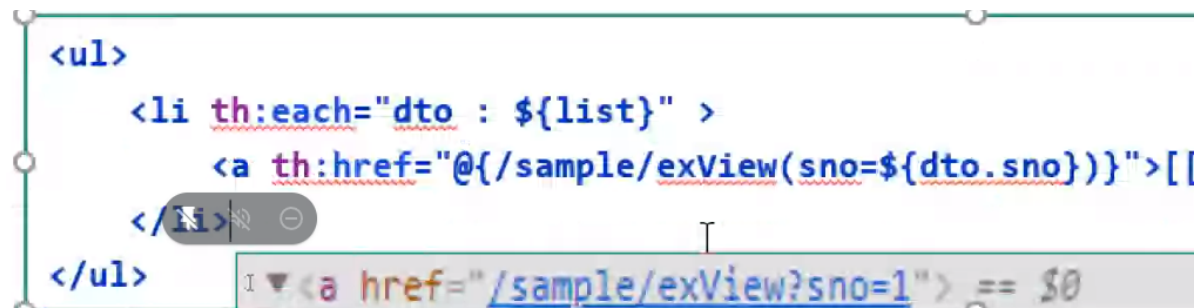 <ul>
<li th:each="dto : ${list}" >
<a th:href="@{/sample/exView(sno=${dto.sno})}">[[
</li>
</ul>
<a href="/sample/exView?sno=1"> == $0